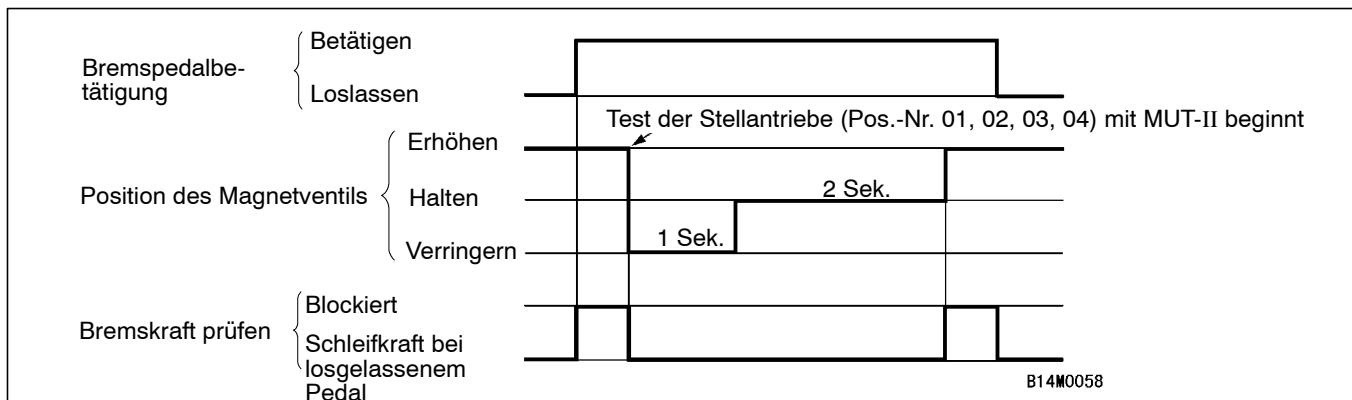 Bremspedalbe-
tätigung
Betätigen
Loslassen
Test der Stellantriebe (Pos.-Nr. 01, 02, 03, 04) mit MUT-II beginnt
Position des Magnetventils
Erhöhen
Halten
Verringern
2 Sek.
1 Sek.
Bremskraft prüfen
Blockiert
Schleifkraft bei
losgelassenem
Pedal
B14M0058